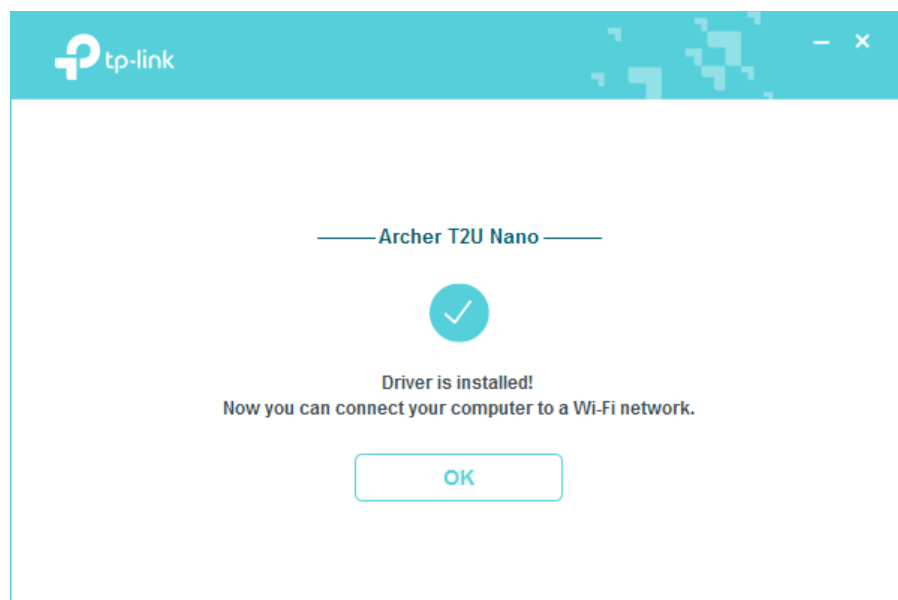 tp-link
Archer T2U Nano
Driver is installed!
Now you can connect your computer to a Wi-Fi network.
OK